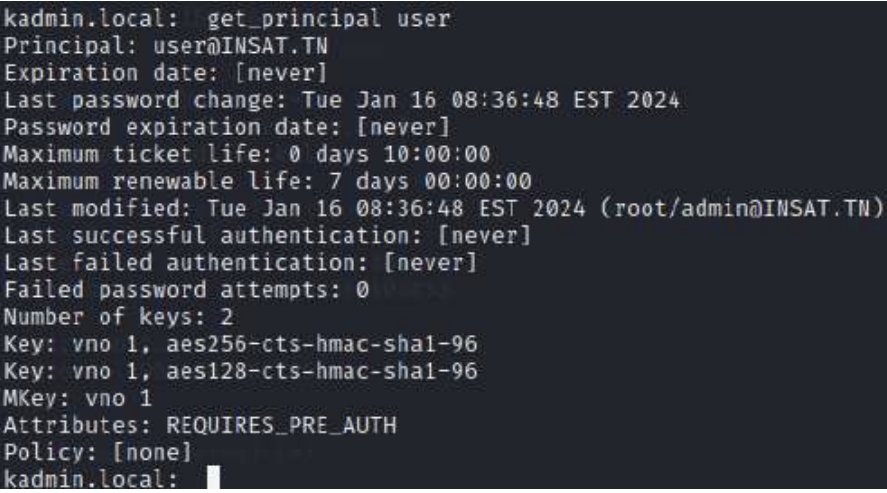 kadmin.local:  get_principal user
Principal: user@INSAT.TN
Expiration date: [never]
Last password change: Tue Jan 16 08:36:48 EST 2024
Password expiration date: [never]
Maximum ticket life: 0 days 10:00:00
Maximum renewable life: 7 days 00:00:00
Last modified: Tue Jan 16 08:36:48 EST 2024 (root/admin@INSAT.TN)
Last successful authentication: [never]
Last failed authentication: [never]
Failed password attempts: 0
Number of keys: 2
Key: vno 1, aes256-cts-hmac-sha1-96
Key: vno 1, aes128-cts-hmac-sha1-96
MKey: vno 1
Attributes: REQUIRES_PRE_AUTH
Policy: [none]
kadmin.local: